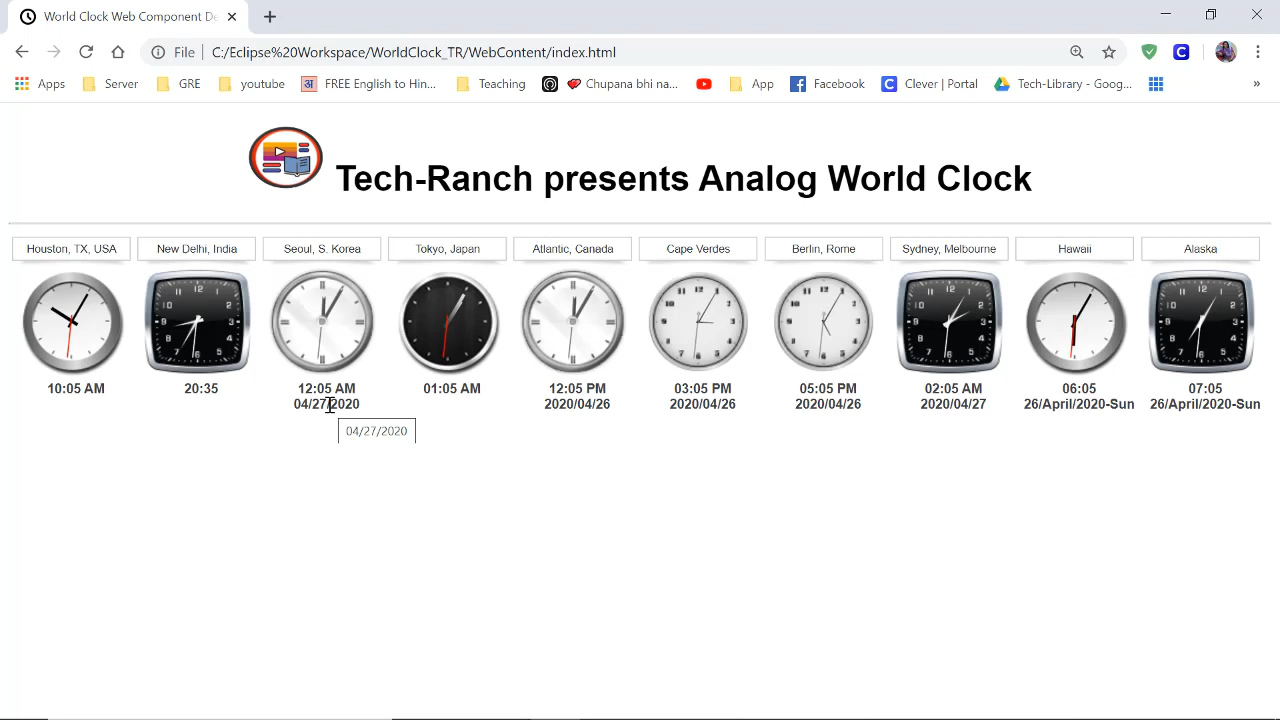 World Clock Web Component De
File
C:/Eclipse%20Workspace/WorldClock_TR/WebContent/index.html
Apps
Server
GRE
youtube
अ
FREE English to Hin...
Teaching
Chupana bhi na...
App
Facebook
C
Clever | Portal
Tech-Library - Goog...
»
Tech-Ranch presents Analog World Clock
Houston, TX, USA
New Delhi, India
Seoul, S. Korea
Tokyo, Japan
Atlantic, Canada
Cape Verdes
Berlin, Rome
Sydney, Melbourne
Hawaii
Alaska
10:05 AM
20:35
12:05 AM
04/27/2020
01:05 AM
12:05 PM
2020/04/26
03:05 PM
2020/04/26
05:05 PM
2020/04/26
02:05 AM
2020/04/27
06:05
26/April/2020-Sun
07:05
26/April/2020-Sun
04/27/2020